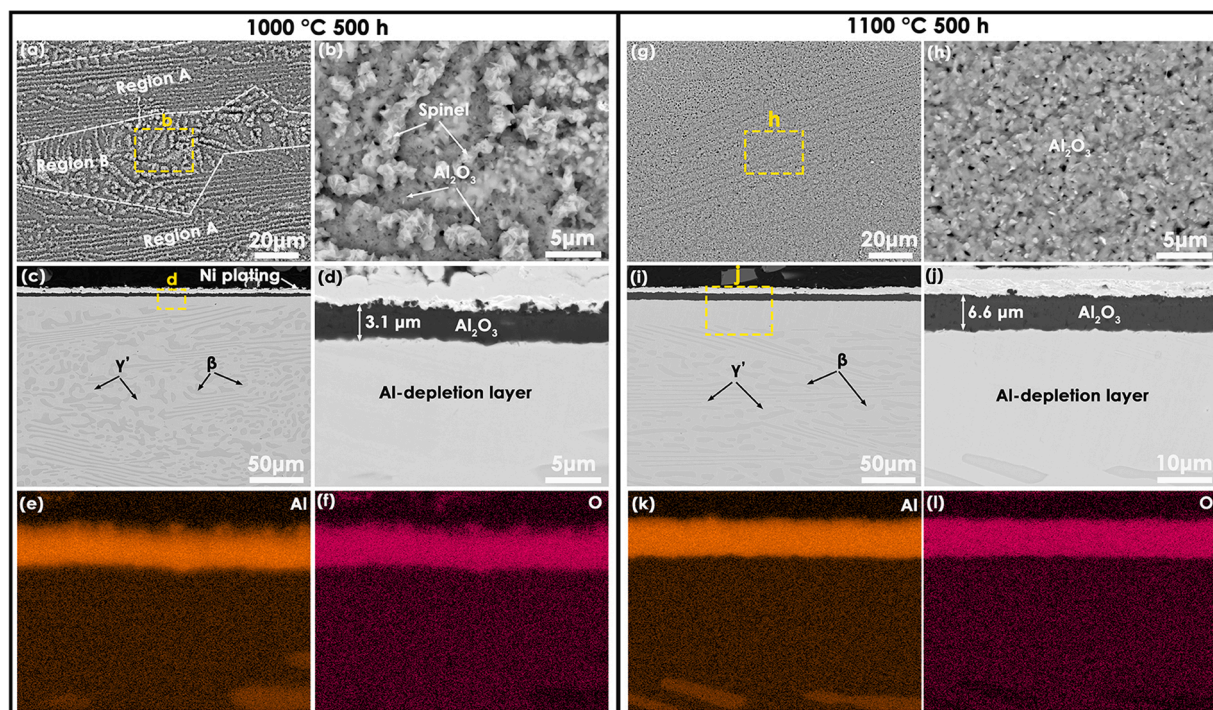 1000 °C 500 h
(a)
Region A
b
Region B
Region A
20μm
(b)
Spinel
Al₂O₃
5μm
(c)
d
Ni plating
γ'
β
50μm
(d)
3.1 μm
Al₂O₃
Al-depletion layer
5μm
(e)
Al
(f)
O
1100 °C 500 h
(g)
h
20μm
(h)
Al₂O₃
5μm
(i)
j
γ'
β
50μm
(j)
6.6 μm
Al₂O₃
Al-depletion layer
10μm
(k)
Al
(l)
O